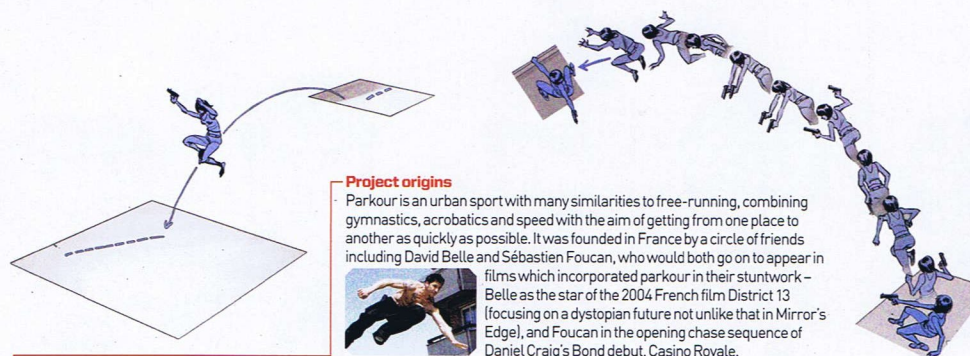 Project origins
Parkour is an urban sport with many similarities to free-running, combining
gymnastics, acrobatics and speed with the aim of getting from one place to
another as quickly as possible. It was founded in France by a circle of friends
including David Belle and Sébastien Foucan, who would both go on to appear in
films which incorporated parkour in their stuntwork –
Belle as the star of the 2004 French film District 13
(focusing on a dystopian future not unlike that in Mirror's
Edge), and Foucan in the opening chase sequence of
Daniel Craig's Bond debut, Casino Royale.